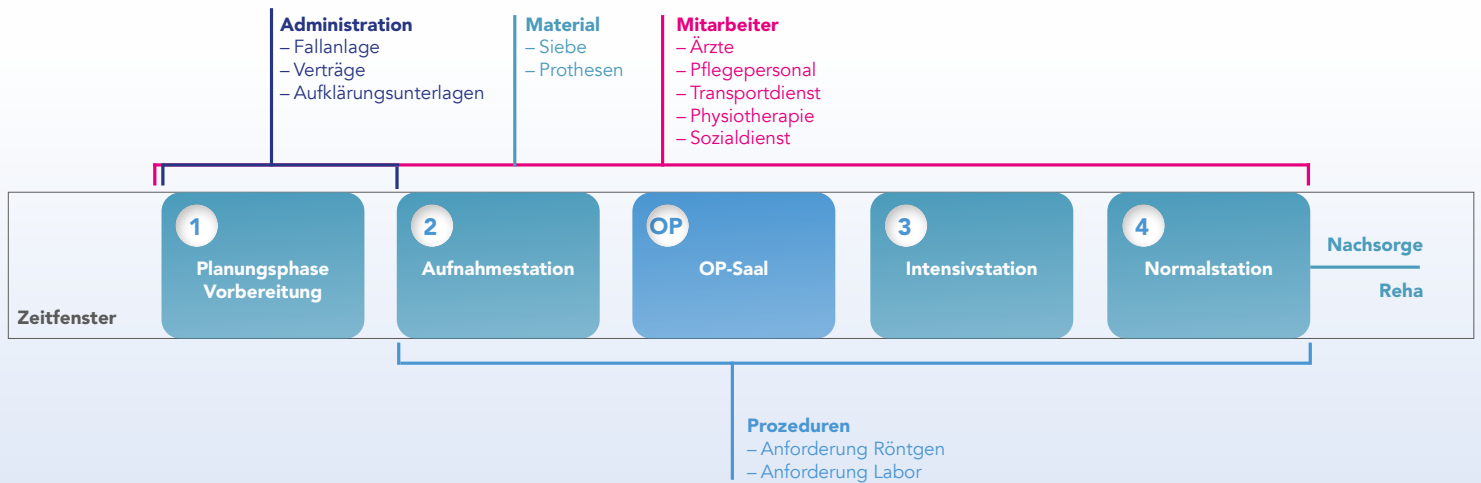 Administration
– Fallanlage
– Verträge
– Aufklärungsunterlagen
Material
– Siebe
– Prothesen
Mitarbeiter
– Ärzte
– Pflegepersonal
– Transportdienst
– Physiotherapie
– Sozialdienst
Zeitfenster
1
Planungsphase
Vorbereitung
2
Aufnahmestation
OP
OP-Saal
3
Intensivstation
4
Normalstation
Nachsorge
Reha
Prozeduren
– Anforderung Röntgen
– Anforderung Labor